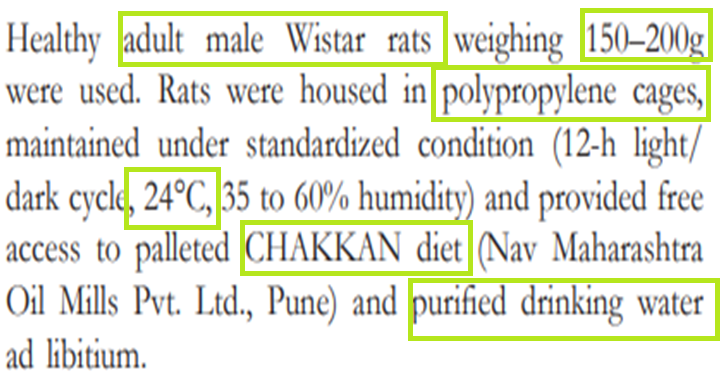 Healthy adult male Wistar rats weighing 150–200g
were used. Rats were housed in polypropylene cages,
maintained under standardized condition (12-h light/
dark cycle, 24°C, 35 to 60% humidity) and provided free
access to palleted CHAKKAN diet (Nav Maharashtra
Oil Mills Pvt. Ltd., Pune) and purified drinking water
ad libitium.